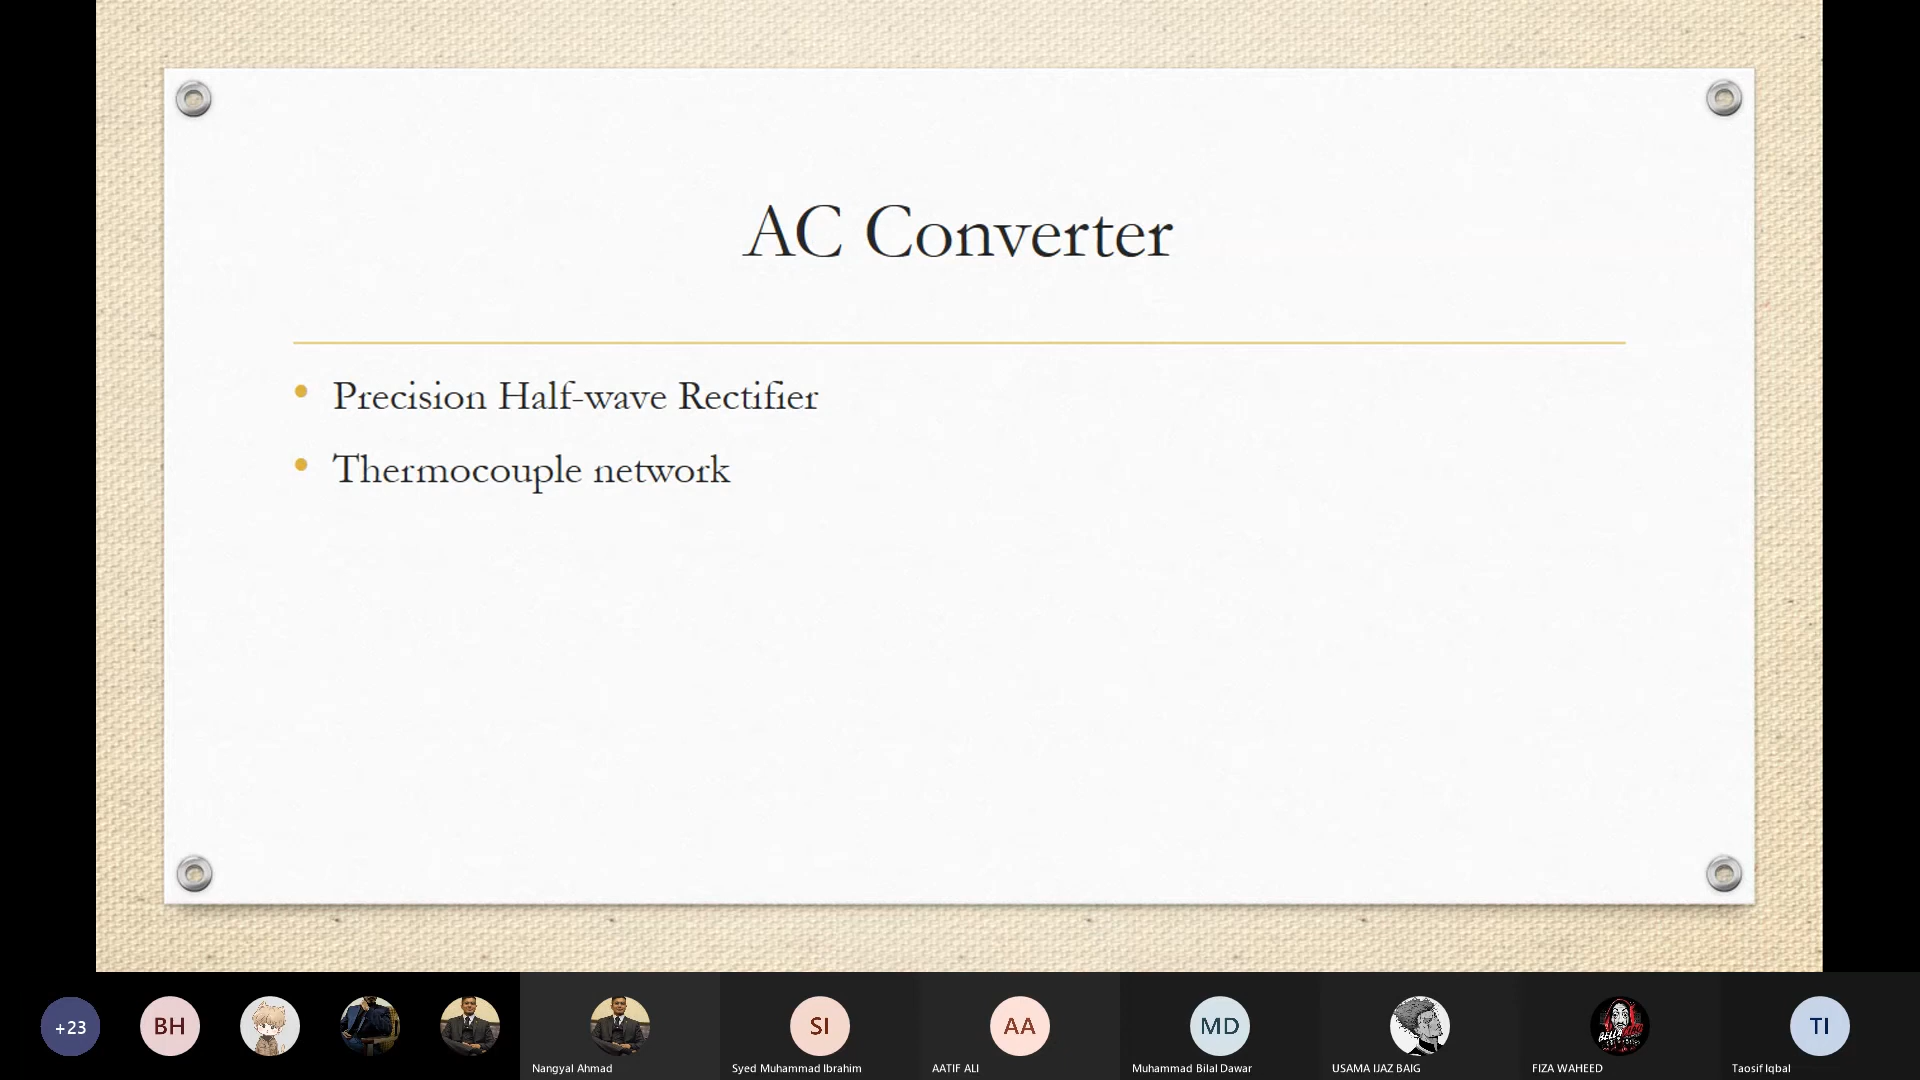 AC Converter
Precision Half-wave Rectifier
Thermocouple network
+23
BH
SI
AA
MD
TI
Nangyal Ahmad
Syed Muhammad Ibrahim
AATIF ALI
Muhammad Bilal Dawar
USAMA IJAZ BAIG
FIZA WAHEED
Taosif Iqbal